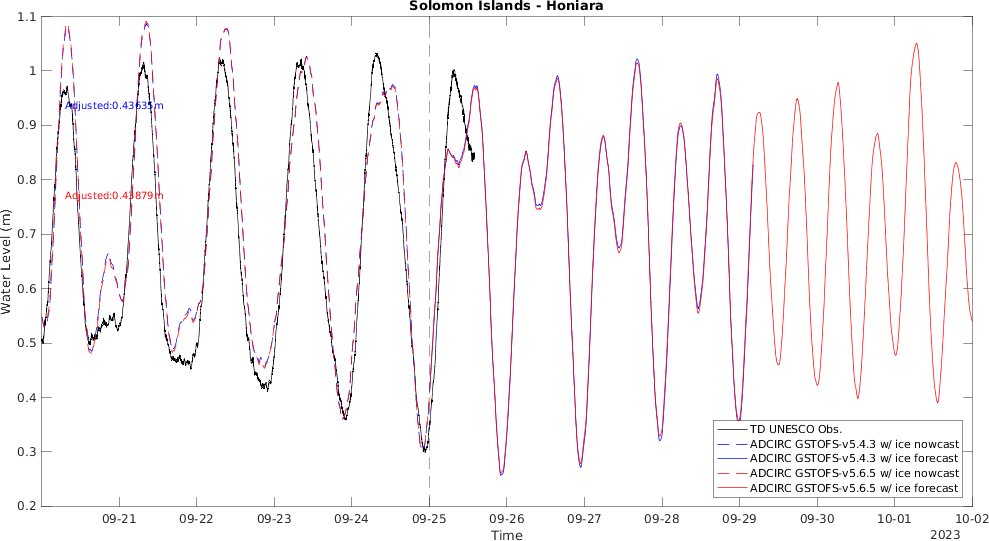 Solomon Islands - Honiara
1.1
1
0.9
0.8
0.7
0.6
0.5
0.4
0.3
0.2
Water Level (m)
Adjusted:0.43635m
Adjusted:0.43879m
TD UNESCO Obs.
ADCIRC GSTOFS-v5.4.3 w/ ice nowcast
ADCIRC GSTOFS-v5.4.3 w/ ice forecast
ADCIRC GSTOFS-v5.6.5 w/ ice nowcast
ADCIRC GSTOFS-v5.6.5 w/ ice forecast
09-21 09-22 09-23 09-24 09-25 09-26 09-27 09-28 09-29 09-30 10-01 10-02
Time
2023